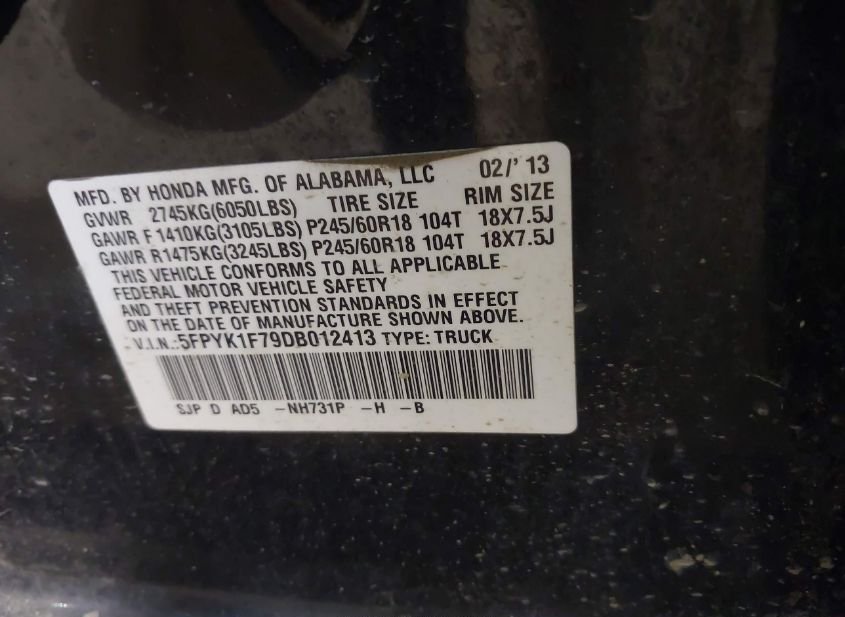 MFD. BY HONDA MFG. OF ALABAMA, LLC 02/'13
GVWR 2745KG(6050LBS) TIRE SIZE RIM SIZE
GAWR F1410KG(3105LBS) P245/60R18 104T 18X7.5J
GAWR R1475KG(3245LBS) P245/60R18 104T 18X7.5J
THIS VEHICLE CONFORMS TO ALL APPLICABLE
FEDERAL MOTOR VEHICLE SAFETY
AND THEFT PREVENTION STANDARDS IN EFFECT
ON THE DATE OF MANUFACTURE SHOWN ABOVE.
V.I.N.:5FPYK1F79DB012413 TYPE: TRUCK
SJP D AD5 -NH731P -H -B